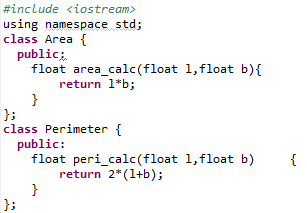 #include <iostream>
using namespace std;
class Area {
  public:
    float area_calc(float l,float b){
        return l*b;
    }
};
class Perimeter {
  public:
    float peri_calc(float l,float b)     {
        return 2*(l+b);
    }
};